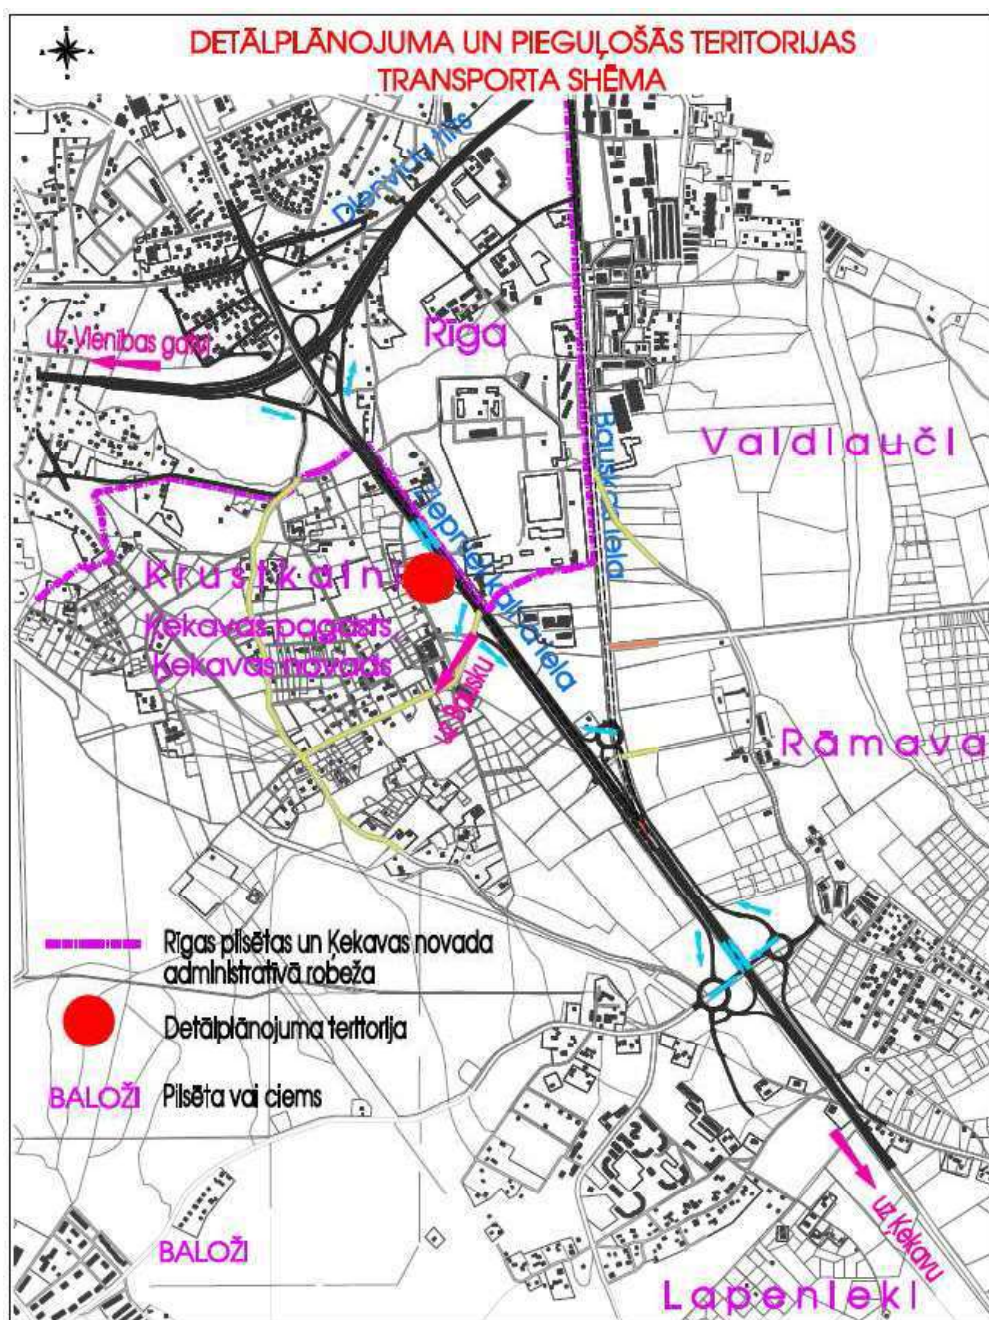 DETĀLPLĀNOJUMA UN PIEGUĻOŠĀS TERITORIJAS
TRANSPORTA SHĒMA
Dienvidu tilts
Rīga
uz Vienības gatvi
Valdlauči
Bauskas iela
Ziepniekkalna iela
Krustkalni
Ķekavas pagasts,
Ķekavas novads
uz Bausku
Rāmava
Rīgas pilsētas un Ķekavas novada
administratīvā robeža
Detālplānojuma teritorija
BALOŽI Pilsēta vai ciems
uz Ķekavu
BALOŽI
Lapenieki